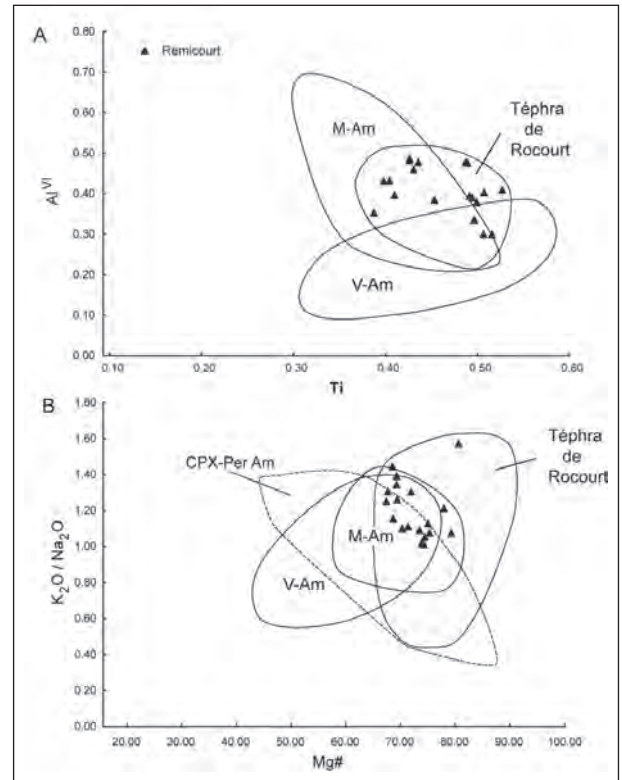 A
▲ Remicourt
0.80
0.70
0.60
0.50
0.40
0.30
0.20
0.10
0.00
Al^VI
M-Am
V-Am
Téphra
de
Rocourt
0.10 0.20 0.30 0.40 0.50 0.60
Ti
B
1.80
1.60
1.40
1.20
1.00
0.80
0.60
0.40
0.20
0.00
K₂O / Na₂O
CPX-Per Am
M-Am
V-Am
Téphra
de
Rocourt
20.00 30.00 40.00 50.00 60.00 70.00 80.00 90.00 100.00
Mg#